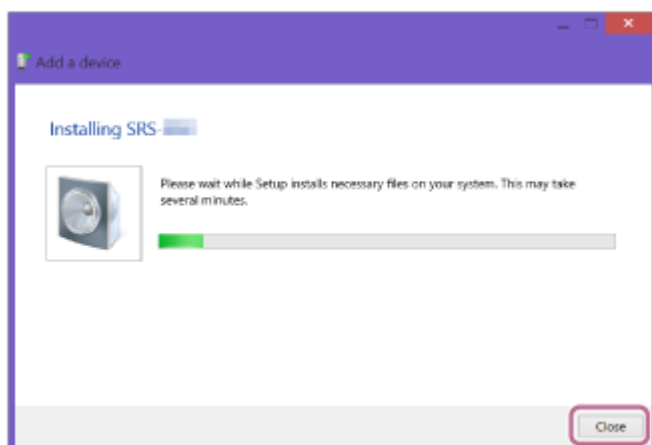 Add a device
Installing SRS-
Please wait while Setup installs necessary files on your system. This may take
several minutes.
Close